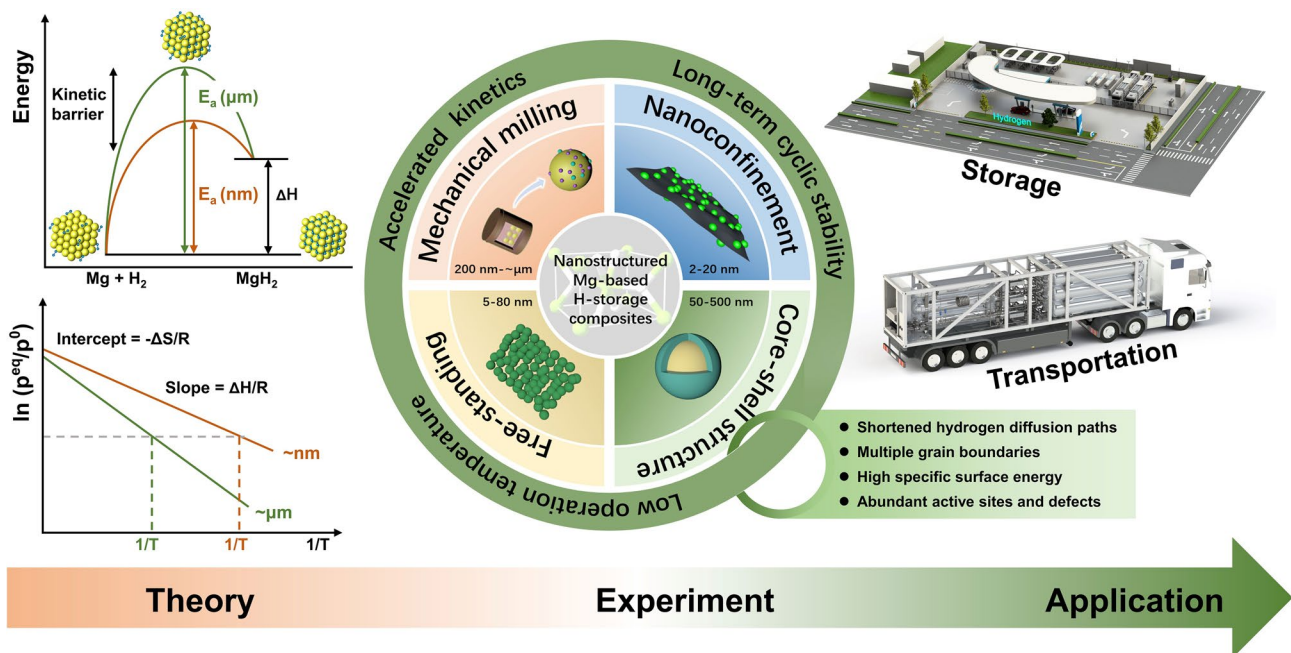 Energy
Kinetic
barrier
Eₐ (μm)
Eₐ (nm)
ΔH
Mg + H₂
MgH₂
ln (p^eq/p⁰)
Intercept = -ΔS/R
Slope = ΔH/R
~nm
~μm
1/T
1/T
1/T
Accelerated kinetics
Long-term cyclic stability
Low operation temperature
Mechanical milling
200 nm-~μm
Nanoconfinement
2-20 nm
Free-standing
5-80 nm
Core-shell structure
50-500 nm
Nanostructured
Mg-based
H-storage
composites
Hydrogen
Storage
Transportation
● Shortened hydrogen diffusion paths
● Multiple grain boundaries
● High specific surface energy
● Abundant active sites and defects
Theory
Experiment
Application